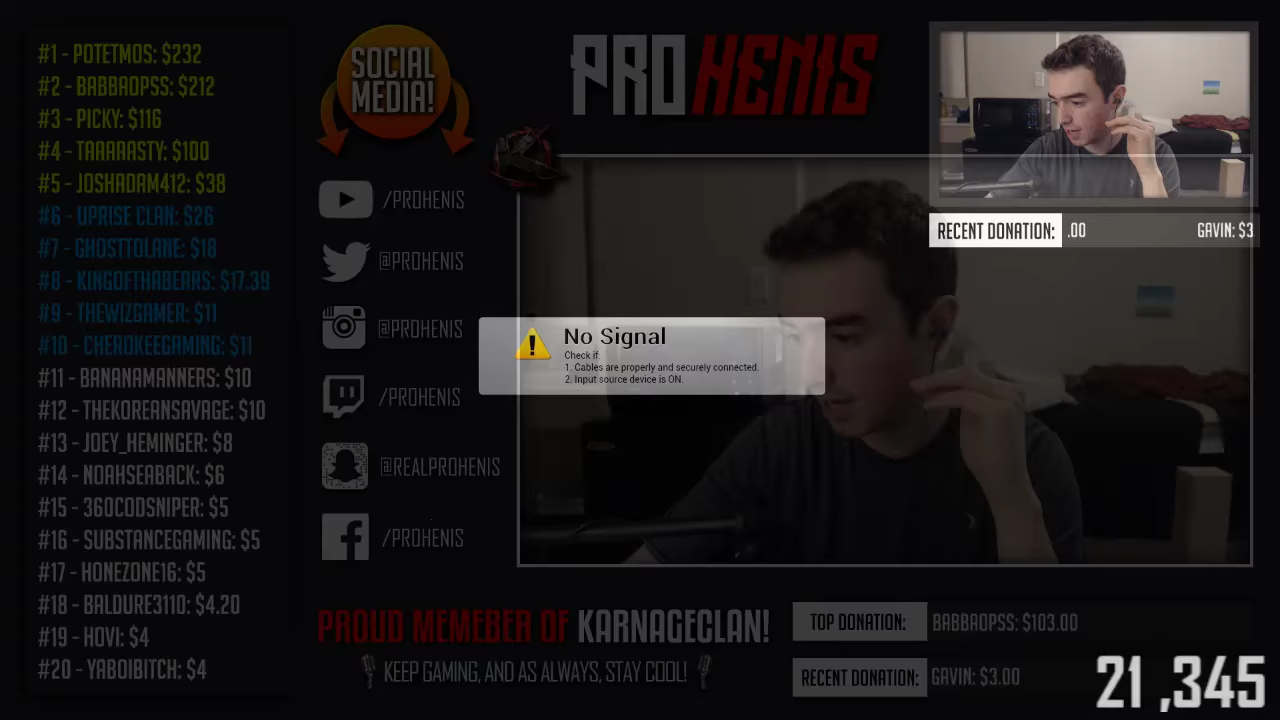 #1 - POTETMOS: $232
#2 - BABBAOPSS: $212
#3 - PICKY: $116
#4 - TAAAAASTY: $100
#5 - JOSHADAM412: $38
#6 - UPRISE CLAN: $26
#7 - GHOSTTOLANE: $18
#8 - KINGOFTHABEARS: $17.39
#9 - THEWIZGAMER: $11
#10 - CHEROKEEGAMING: $11
#11 - BANANAMANNERS: $10
#12 - THEKOREANSAVAGE: $10
#13 - JOEY_HEMINGER: $8
#14 - NOAHSEABACK: $6
#15 - 360CODSNIPER: $5
#16 - SUBSTANCEGAMING: $5
#17 - HONEZONE16: $5
#18 - BALDURE3110: $4.20
#19 - HOVI: $4
#20 - YABOIBITCH: $4
SOCIAL
MEDIA!
/PROHENIS
@PROHENIS
@PROHENIS
/PROHENIS
@REALPROHENIS
/PROHENIS
PROHENIS
RECENT DONATION: .00 GAVIN: $3
No Signal
Check if:
1. Cables are properly and securely connected.
2. Input source device is ON.
PROUD MEMEBER OF KARNAGECLAN!
KEEP GAMING, AND AS ALWAYS, STAY COOL!
TOP DONATION: BABBAOPSS: $103.00
RECENT DONATION: GAVIN: $3.00
21 ,345